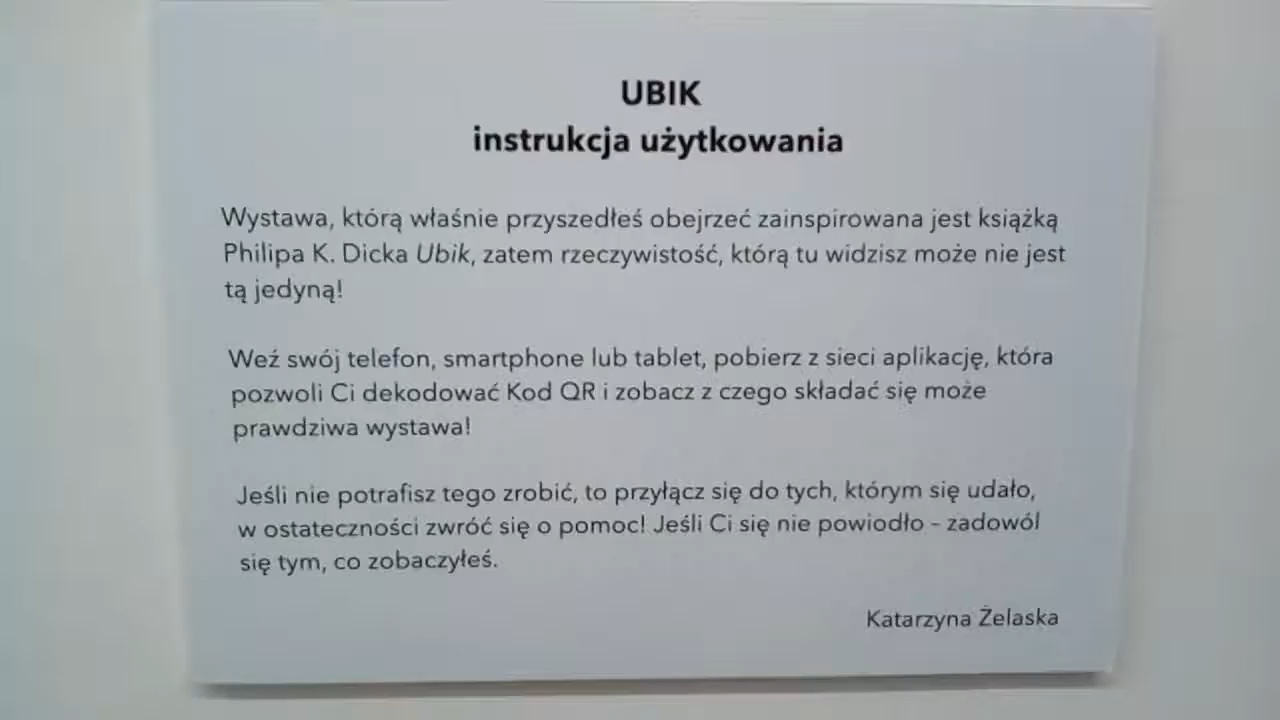 UBIK
instrukcja użytkowania
Wystawa, którą właśnie przyszedłeś obejrzeć zainspirowana jest książką
Philipa K. Dicka Ubik, zatem rzeczywistość, którą tu widzisz może nie jest
tą jedyną!
Weź swój telefon, smartphone lub tablet, pobierz z sieci aplikację, która
pozwoli Ci dekodować Kod QR i zobacz z czego składać się może
prawdziwa wystawa!
Jeśli nie potrafisz tego zrobić, to przyłącz się do tych, którym się udało,
w ostateczności zwróć się o pomoc! Jeśli Ci się nie powiodło – zadowól
się tym, co zobaczyłeś.
Katarzyna Żelaska